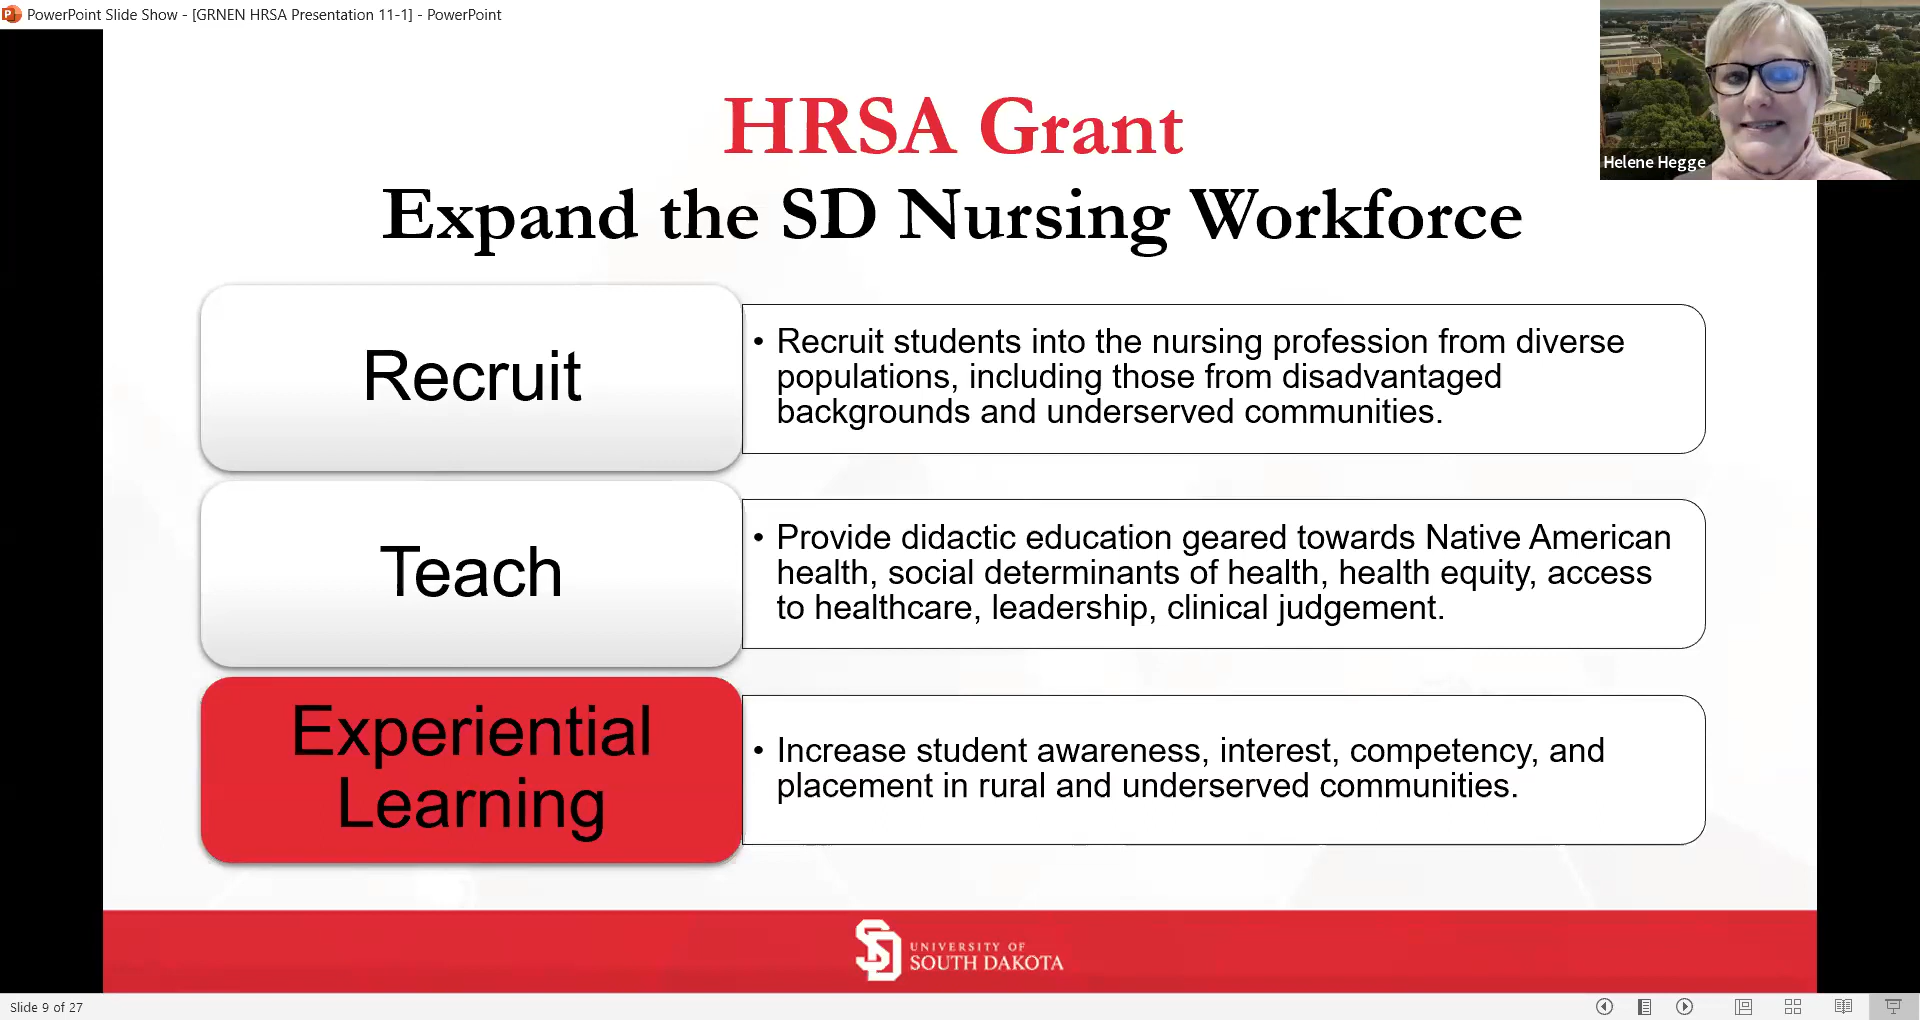 PowerPoint Slide Show - [GRNEN HRSA Presentation 11-1] - PowerPoint
Helene Hegge
HRSA Grant
Expand the SD Nursing Workforce
Recruit
• Recruit students into the nursing profession from diverse
populations, including those from disadvantaged
backgrounds and underserved communities.
Teach
• Provide didactic education geared towards Native American
health, social determinants of health, health equity, access
to healthcare, leadership, clinical judgement.
Experiential
Learning
• Increase student awareness, interest, competency, and
placement in rural and underserved communities.
SD
UNIVERSITY OF
SOUTH DAKOTA
Slide 9 of 27